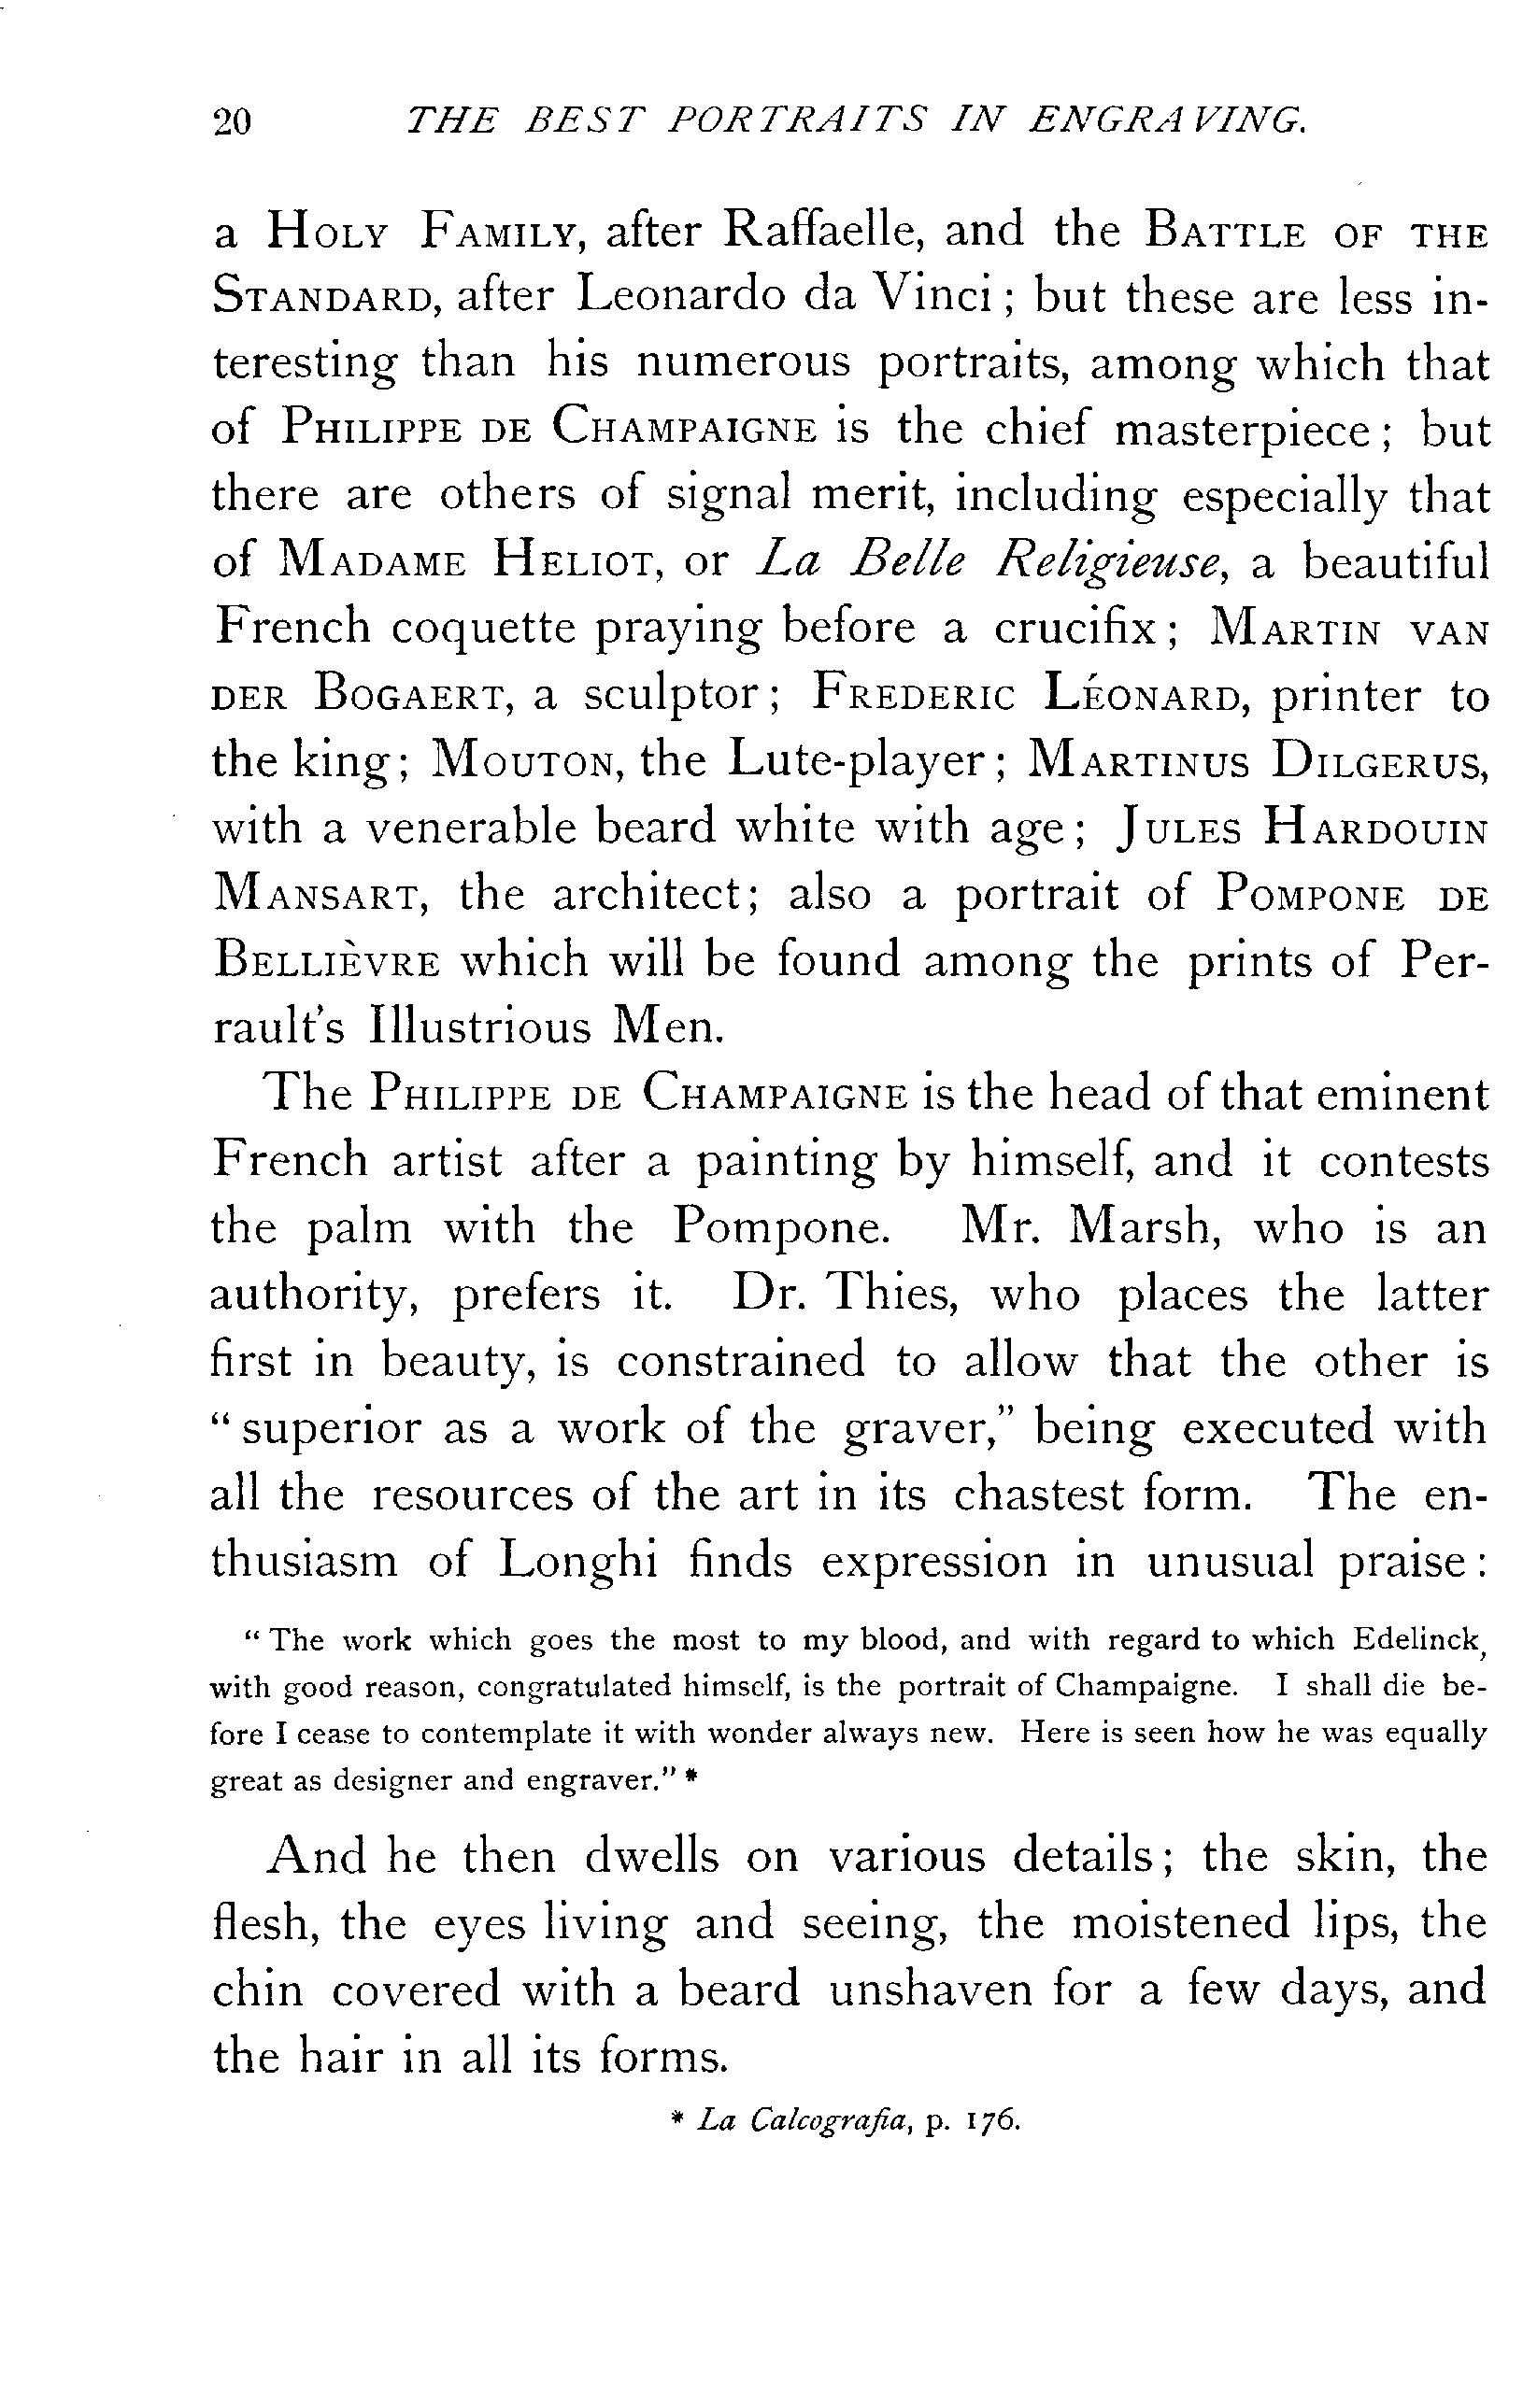 20 THE BEST PORTRAITS IN ENGRAVING.
a HOLY FAMILY, after Raffaelle, and the BATTLE OF THE
STANDARD, after Leonardo da Vinci ; but these are less in-
teresting than his numerous portraits, among which that
of PHILIPPE DE CHAMPAIGNE is the chief masterpiece ; but
there are others of signal merit, including especially that
of MADAME HELIOT, or La Belle Religieuse, a beautiful
French coquette praying before a crucifix ; MARTIN VAN
DER BOGAERT, a sculptor ; FREDERIC LÉONARD, printer to
the king ; MOUTON, the Lute-player ; MARTINUS DILGERUS,
with a venerable beard white with age ; JULES HARDOUIN
MANSART, the architect ; also a portrait of POMPONE DE
BELLIÈVRE which will be found among the prints of Per-
rault's Illustrious Men.
The PHILIPPE DE CHAMPAIGNE is the head of that eminent
French artist after a painting by himself, and it contests
the palm with the Pompone. Mr. Marsh, who is an
authority, prefers it. Dr. Thies, who places the latter
first in beauty, is constrained to allow that the other is
“ superior as a work of the graver,” being executed with
all the resources of the art in its chastest form. The en-
thusiasm of Longhi finds expression in unusual praise :
“ The work which goes the most to my blood, and with regard to which Edelinck,
with good reason, congratulated himself, is the portrait of Champaigne. I shall die be-
fore I cease to contemplate it with wonder always new. Here is seen how he was equally
great as designer and engraver.” *
And he then dwells on various details ; the skin, the
flesh, the eyes living and seeing, the moistened lips, the
chin covered with a beard unshaven for a few days, and
the hair in all its forms.
* La Calcografia, p. 176.